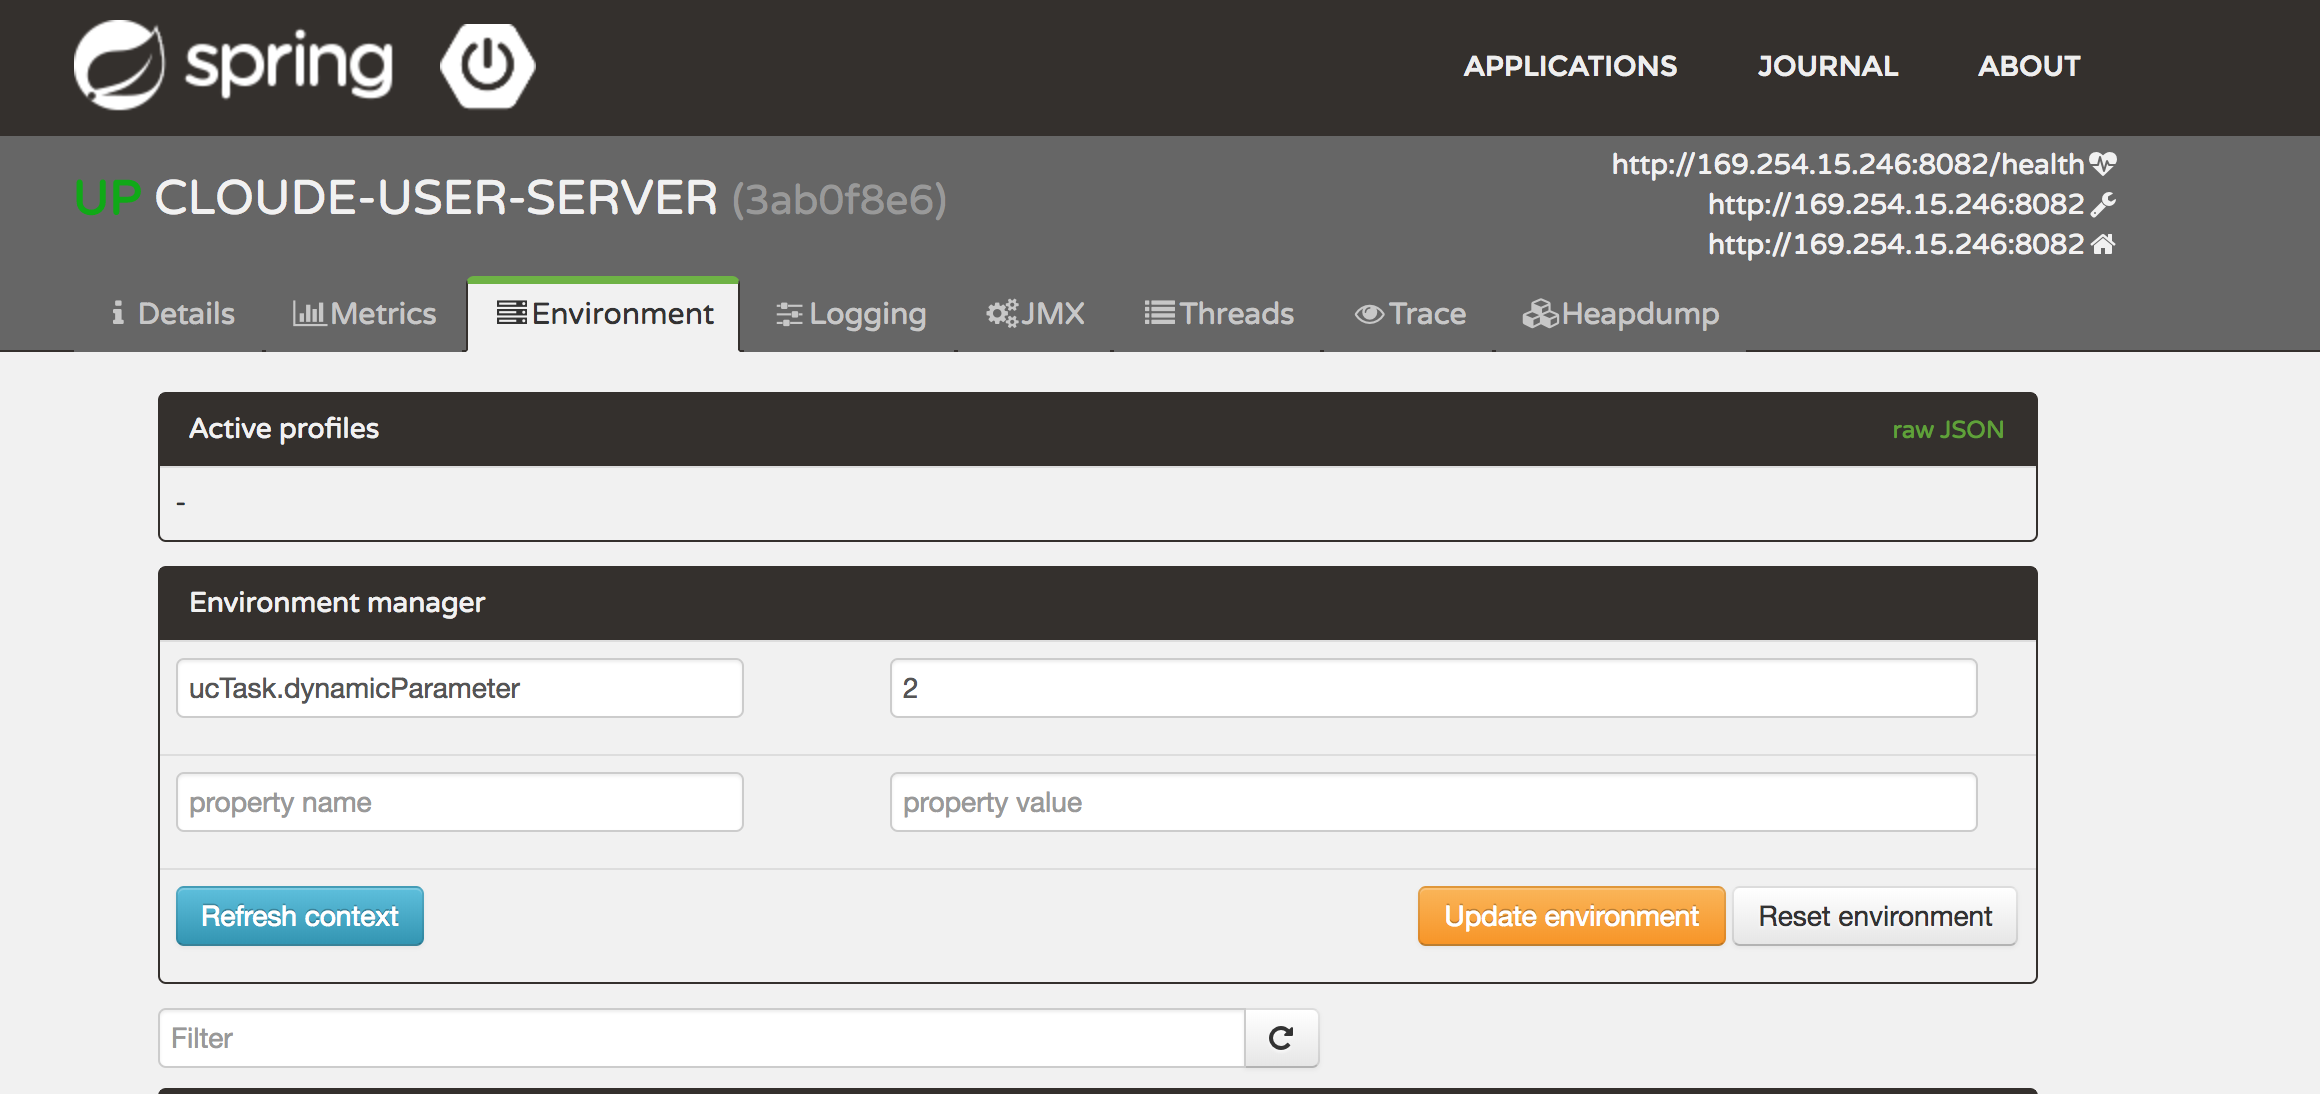 spring
APPLICATIONS JOURNAL ABOUT
UP CLOUDE-USER-SERVER (3ab0f8e6)
http://169.254.15.246:8082/health
http://169.254.15.246:8082
http://169.254.15.246:8082
Details Metrics Environment Logging JMX Threads Trace Heapdump
Active profiles raw JSON
-
Environment manager
ucTask.dynamicParameter 2
property name property value
Refresh context Update environment Reset environment
Filter